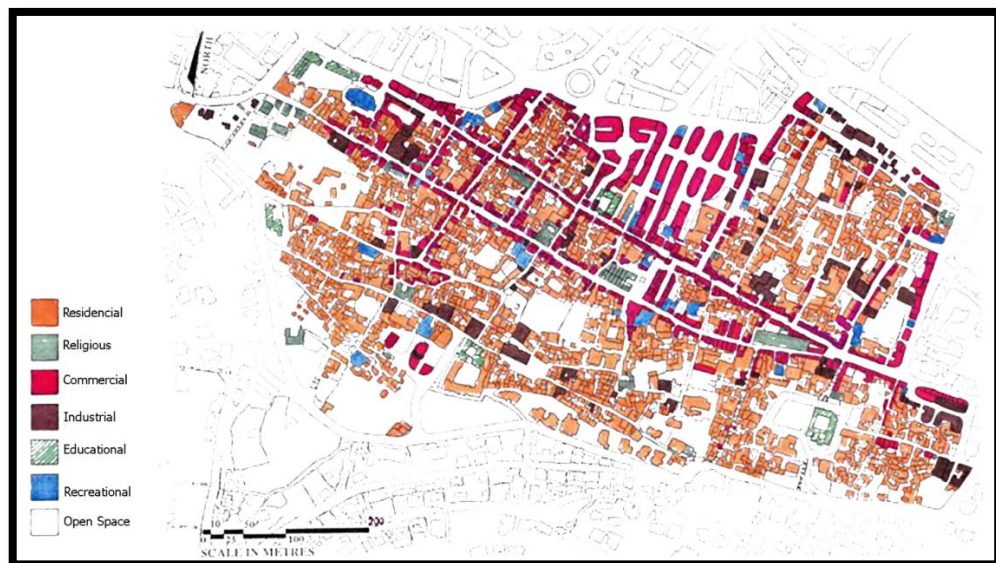 NORTH
Residencial
Religious
Commercial
Industrial
Educational
Recreational
Open Space
10 50 200
0 25 100
SCALE IN METRES